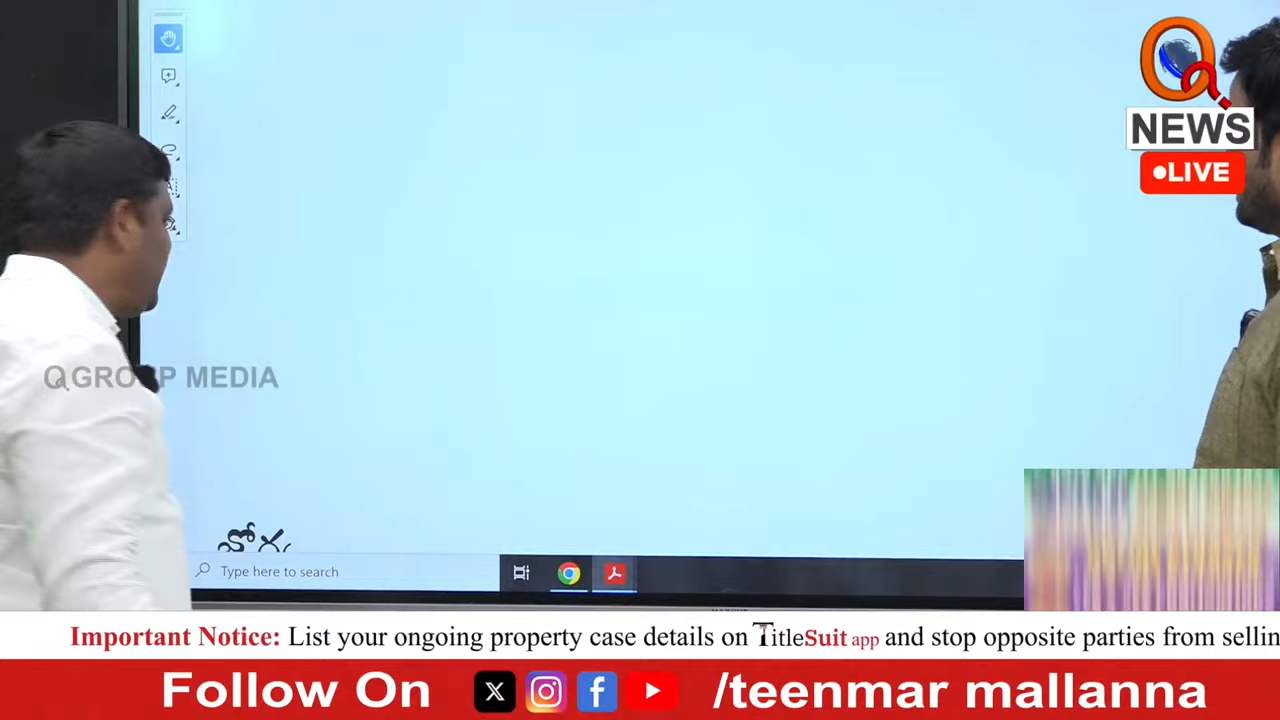 Q
NEWS
LIVE
Q GROUP MEDIA
Type here to search
Important Notice: List your ongoing property case details on TitleSuit app and stop opposite parties from sellin
Follow On
/teenmar mallanna